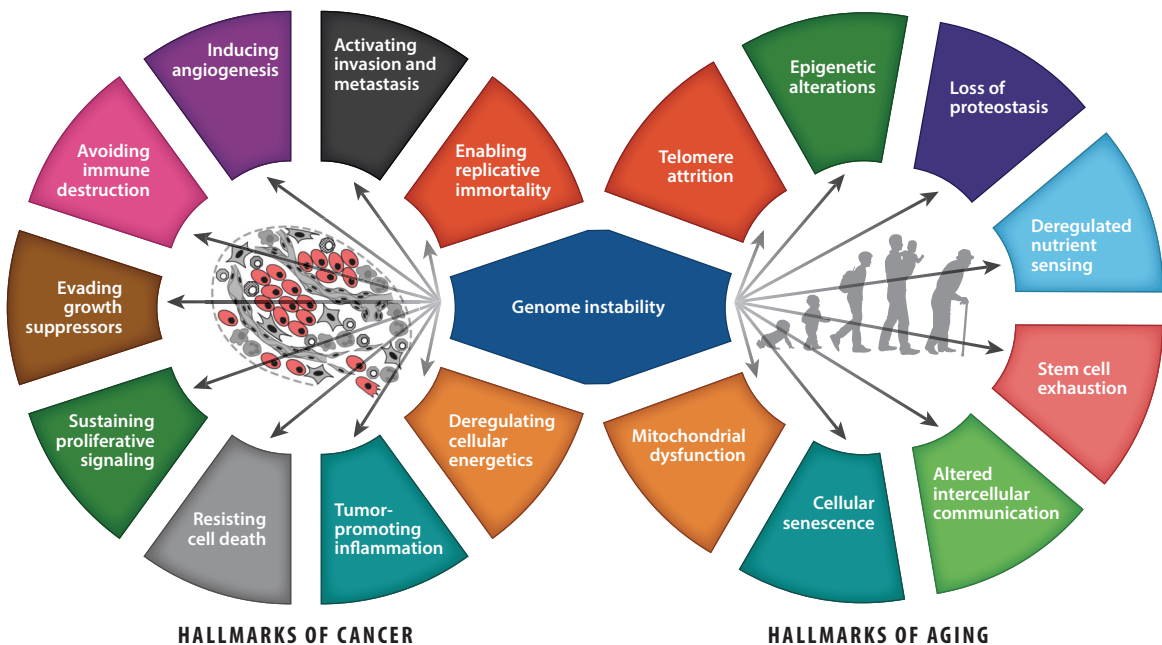 Inducing
angiogenesis
Activating
invasion and
metastasis
Avoiding
immune
destruction
Enabling
replicative
immortality
Evading
growth
suppressors
Sustaining
proliferative
signaling
Resisting
cell death
Tumor-
promoting
inflammation
Deregulating
cellular
energetics
Genome instability
Telomere
attrition
Epigenetic
alterations
Loss of
proteostasis
Deregulated
nutrient
sensing
Stem cell
exhaustion
Altered
intercellular
communication
Cellular
senescence
Mitochondrial
dysfunction
HALLMARKS OF CANCER
HALLMARKS OF AGING